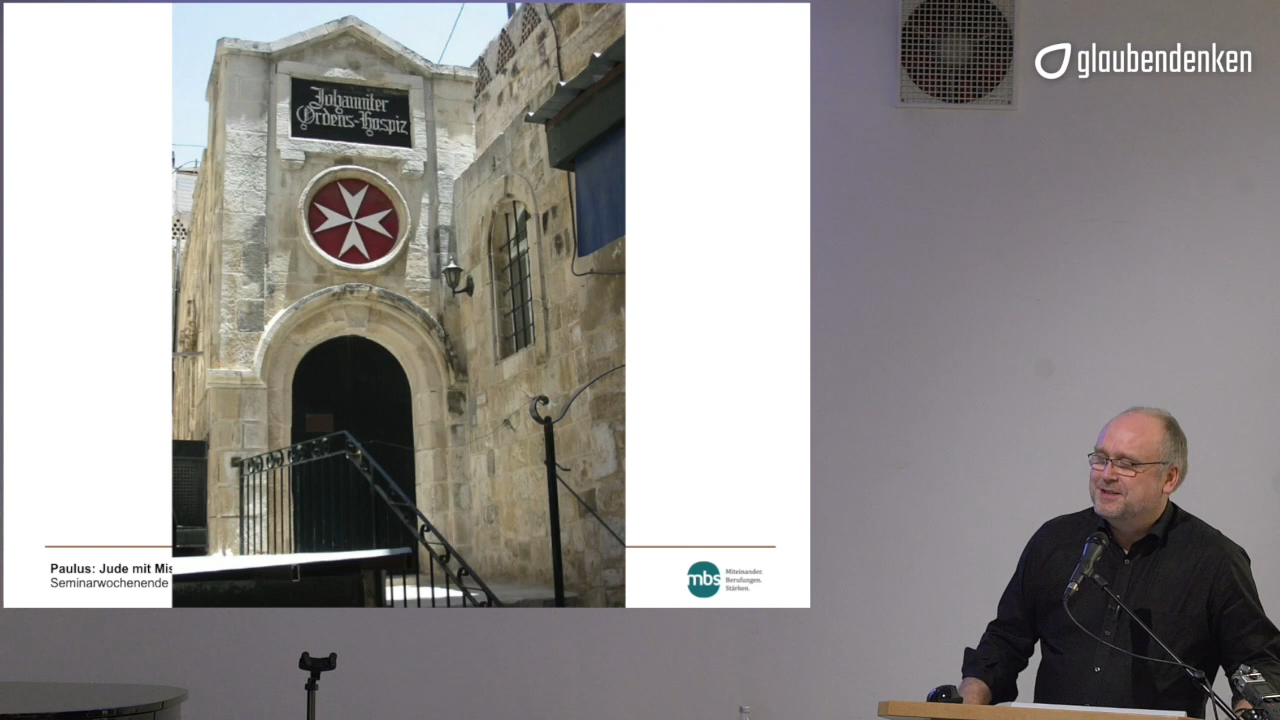 glaubendenken
Johanniter
Ordens-Hospiz
Paulus: Jude mit Mis
Seminarwochenende
mbs
Miteinander.
Berufungen.
Stärken.